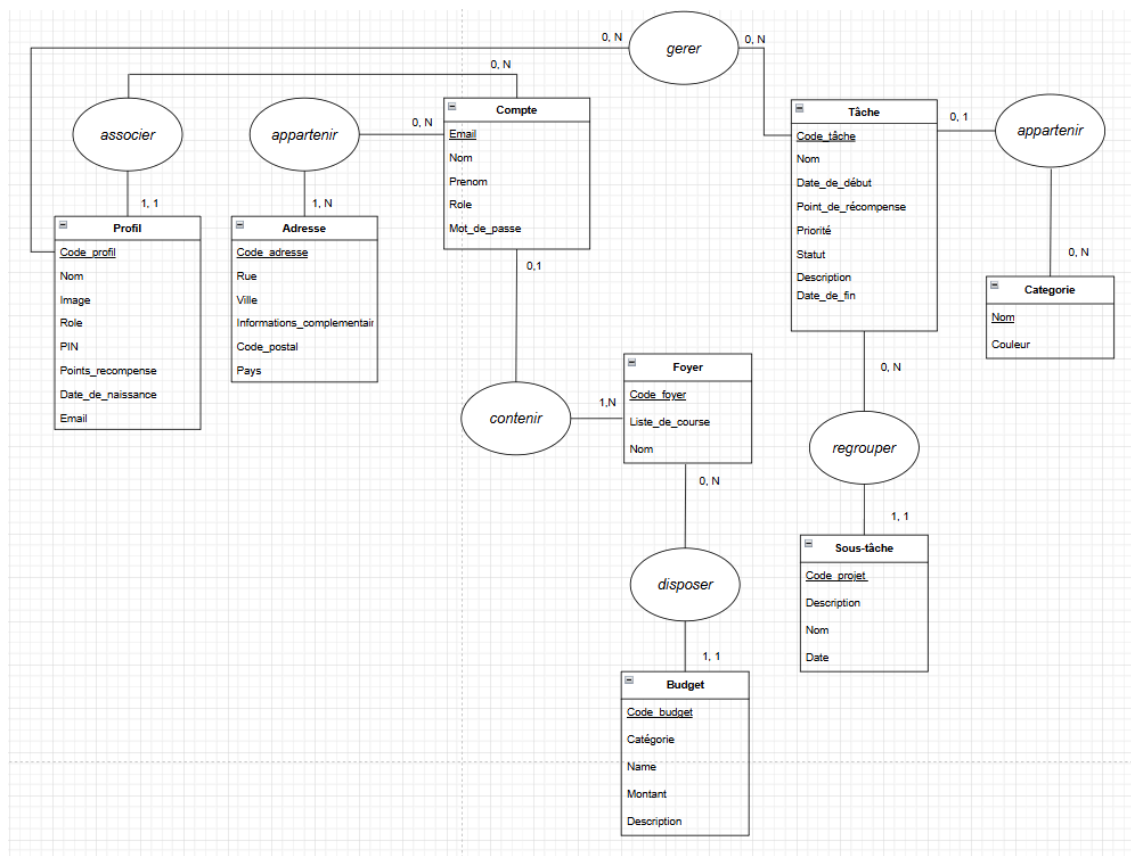 0, N
gerer
0, N
0, N
associer
appartenir
0, N
Compte
Email
Nom
Prenom
Role
Mot_de_passe
Tâche
Code_tâche
Nom
Date_de_début
Point_de_récompense
Priorité
Statut
Description
Date_de_fin
0, 1
appartenir
1, 1
1, N
Profil
Code_profil
Nom
Image
Role
PIN
Points_recompense
Date_de_naissance
Email
Adresse
Code_adresse
Rue
Ville
Informations_complementair
Code_postal
Pays
0,1
0, N
Categorie
Nom
Couleur
contenir
1,N
Foyer
Code_foyer
Liste_de_course
Nom
0, N
regrouper
0, N
1, 1
disposer
Sous-tâche
Code_projet
Description
Nom
Date
1, 1
Budget
Code_budget
Catégorie
Name
Montant
Description